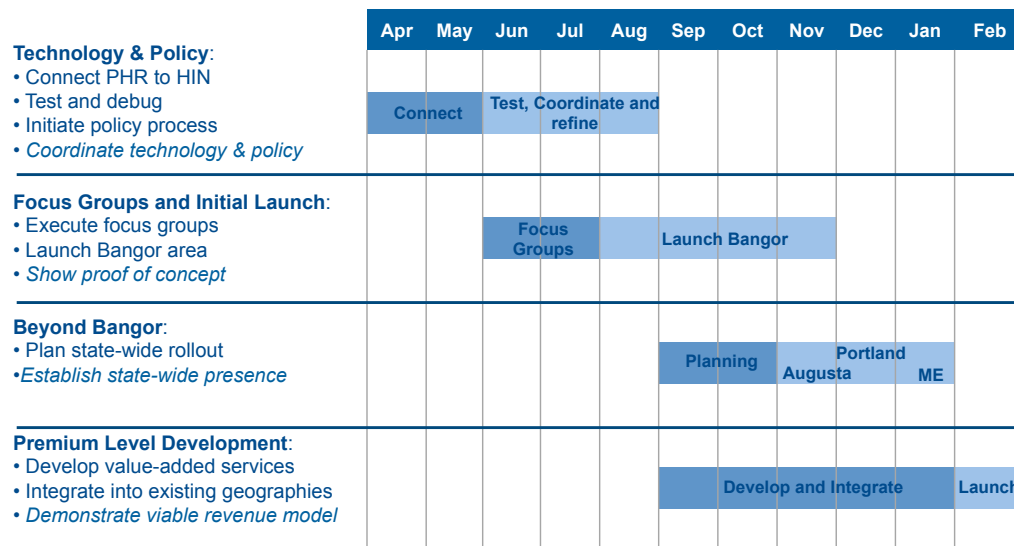 Apr May Jun Jul Aug Sep Oct Nov Dec Jan Feb
Technology & Policy:
• Connect PHR to HIN
• Test and debug
• Initiate policy process
• Coordinate technology & policy
Connect
Test, Coordinate and
refine
Focus Groups and Initial Launch:
• Execute focus groups
• Launch Bangor area
• Show proof of concept
Focus
Groups
Launch Bangor
Beyond Bangor:
• Plan state-wide rollout
•Establish state-wide presence
Planning
Portland
Augusta
ME
Premium Level Development:
• Develop value-added services
• Integrate into existing geographies
• Demonstrate viable revenue model
Develop and Integrate
Launch